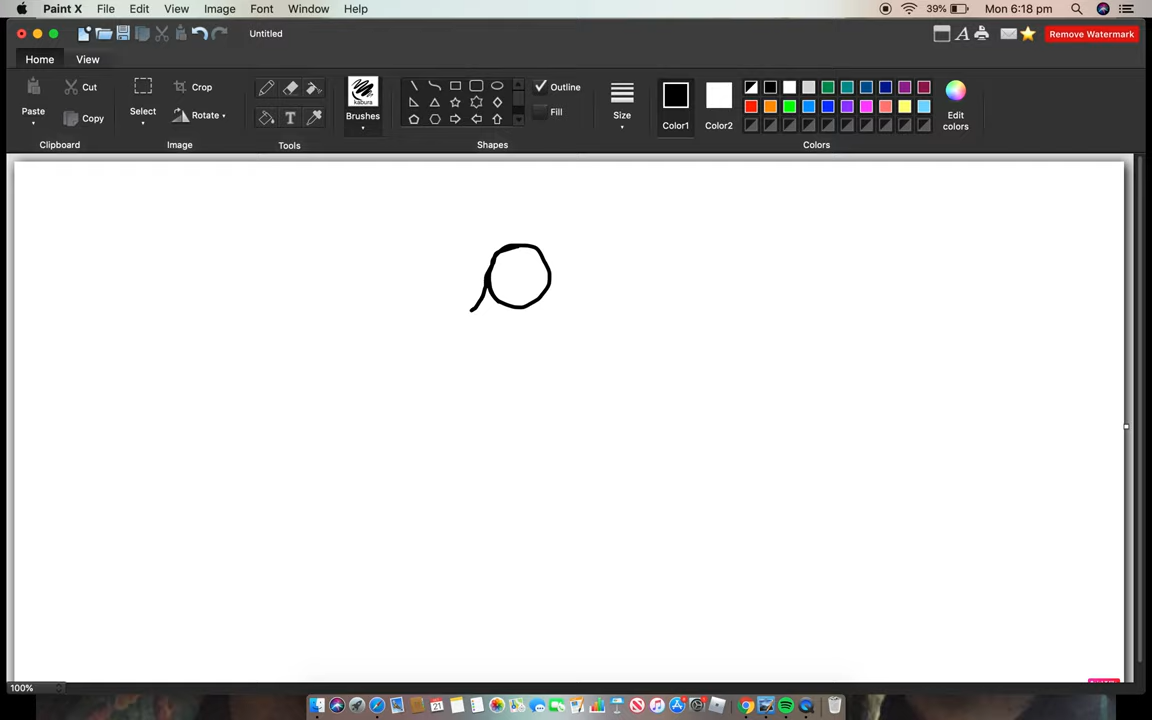 Paint X File Edit View Image Font Window Help 39% Mon 6:18 pm
Untitled Remove Watermark
Home View
Paste Cut Copy Select Crop Rotate kabura Brushes Outline Fill Size Color1 Color2 Edit colors
Clipboard Image Tools Shapes Colors
100%
21